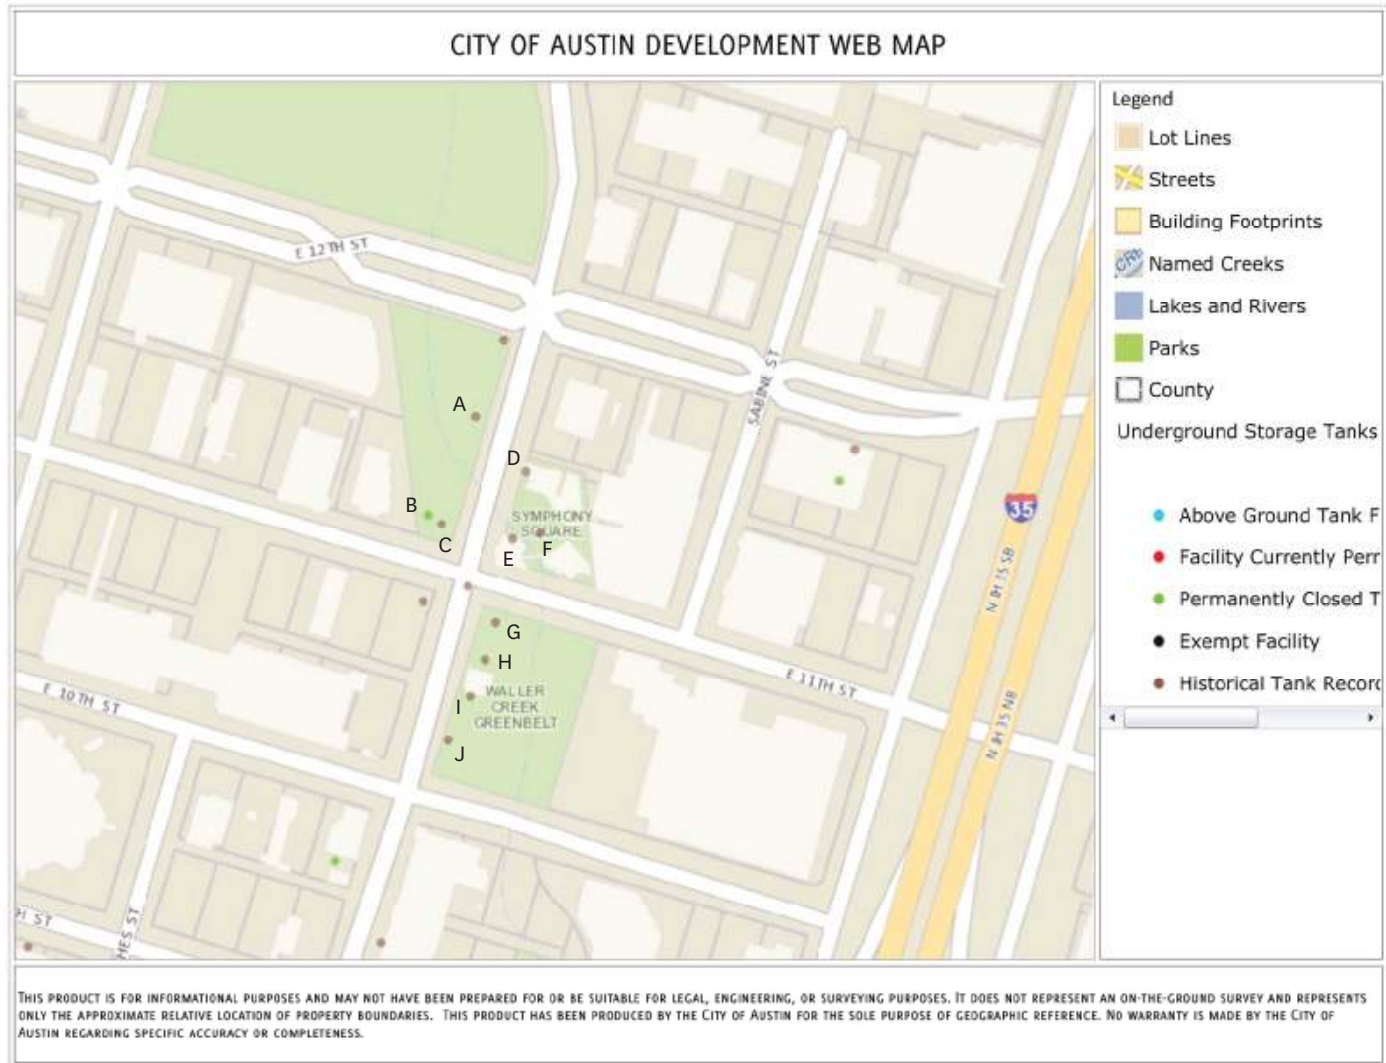 CITY OF AUSTIN DEVELOPMENT WEB MAP
Legend
Lot Lines
Streets
Building Footprints
Named Creeks
Lakes and Rivers
Parks
County
Underground Storage Tanks
Above Ground Tank F
Facility Currently Perr
Permanently Closed T
Exempt Facility
Historical Tank Record
E 12TH ST
SABINE ST
A
D
B
C
SYMPHONY
SQUARE
E
F
35
N IH 35 SB
G
H
E 11TH ST
E 10TH ST
WALLER
CREEK
GREENBELT
I
J
N IH 35 NB
H ST
MES ST
THIS PRODUCT IS FOR INFORMATIONAL PURPOSES AND MAY NOT HAVE BEEN PREPARED FOR OR BE SUITABLE FOR LEGAL, ENGINEERING, OR SURVEYING PURPOSES. IT DOES NOT REPRESENT AN ON-THE-GROUND SURVEY AND REPRESENTS
ONLY THE APPROXIMATE RELATIVE LOCATION OF PROPERTY BOUNDARIES. THIS PRODUCT HAS BEEN PRODUCED BY THE CITY OF AUSTIN FOR THE SOLE PURPOSE OF GEOGRAPHIC REFERENCE. NO WARRANTY IS MADE BY THE CITY OF
AUSTIN REGARDING SPECIFIC ACCURACY OR COMPLETENESS.